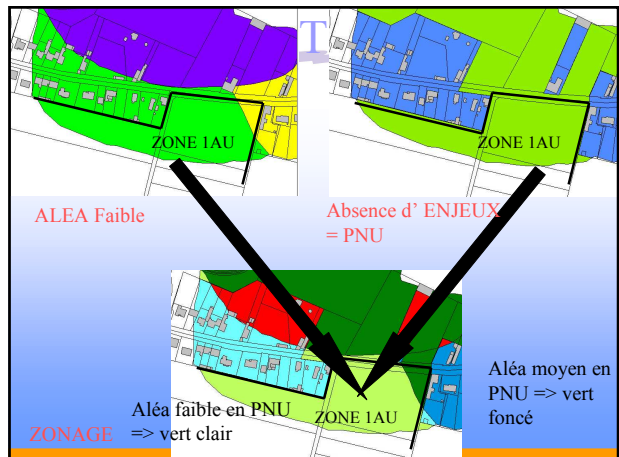 T
ZONE 1AU
ZONE 1AU
ALEA Faible
Absence d' ENJEUX
= PNU
Aléa moyen en
PNU => vert
foncé
Aléa faible en PNU
=> vert clair
ZONE 1AU
ZONAGE